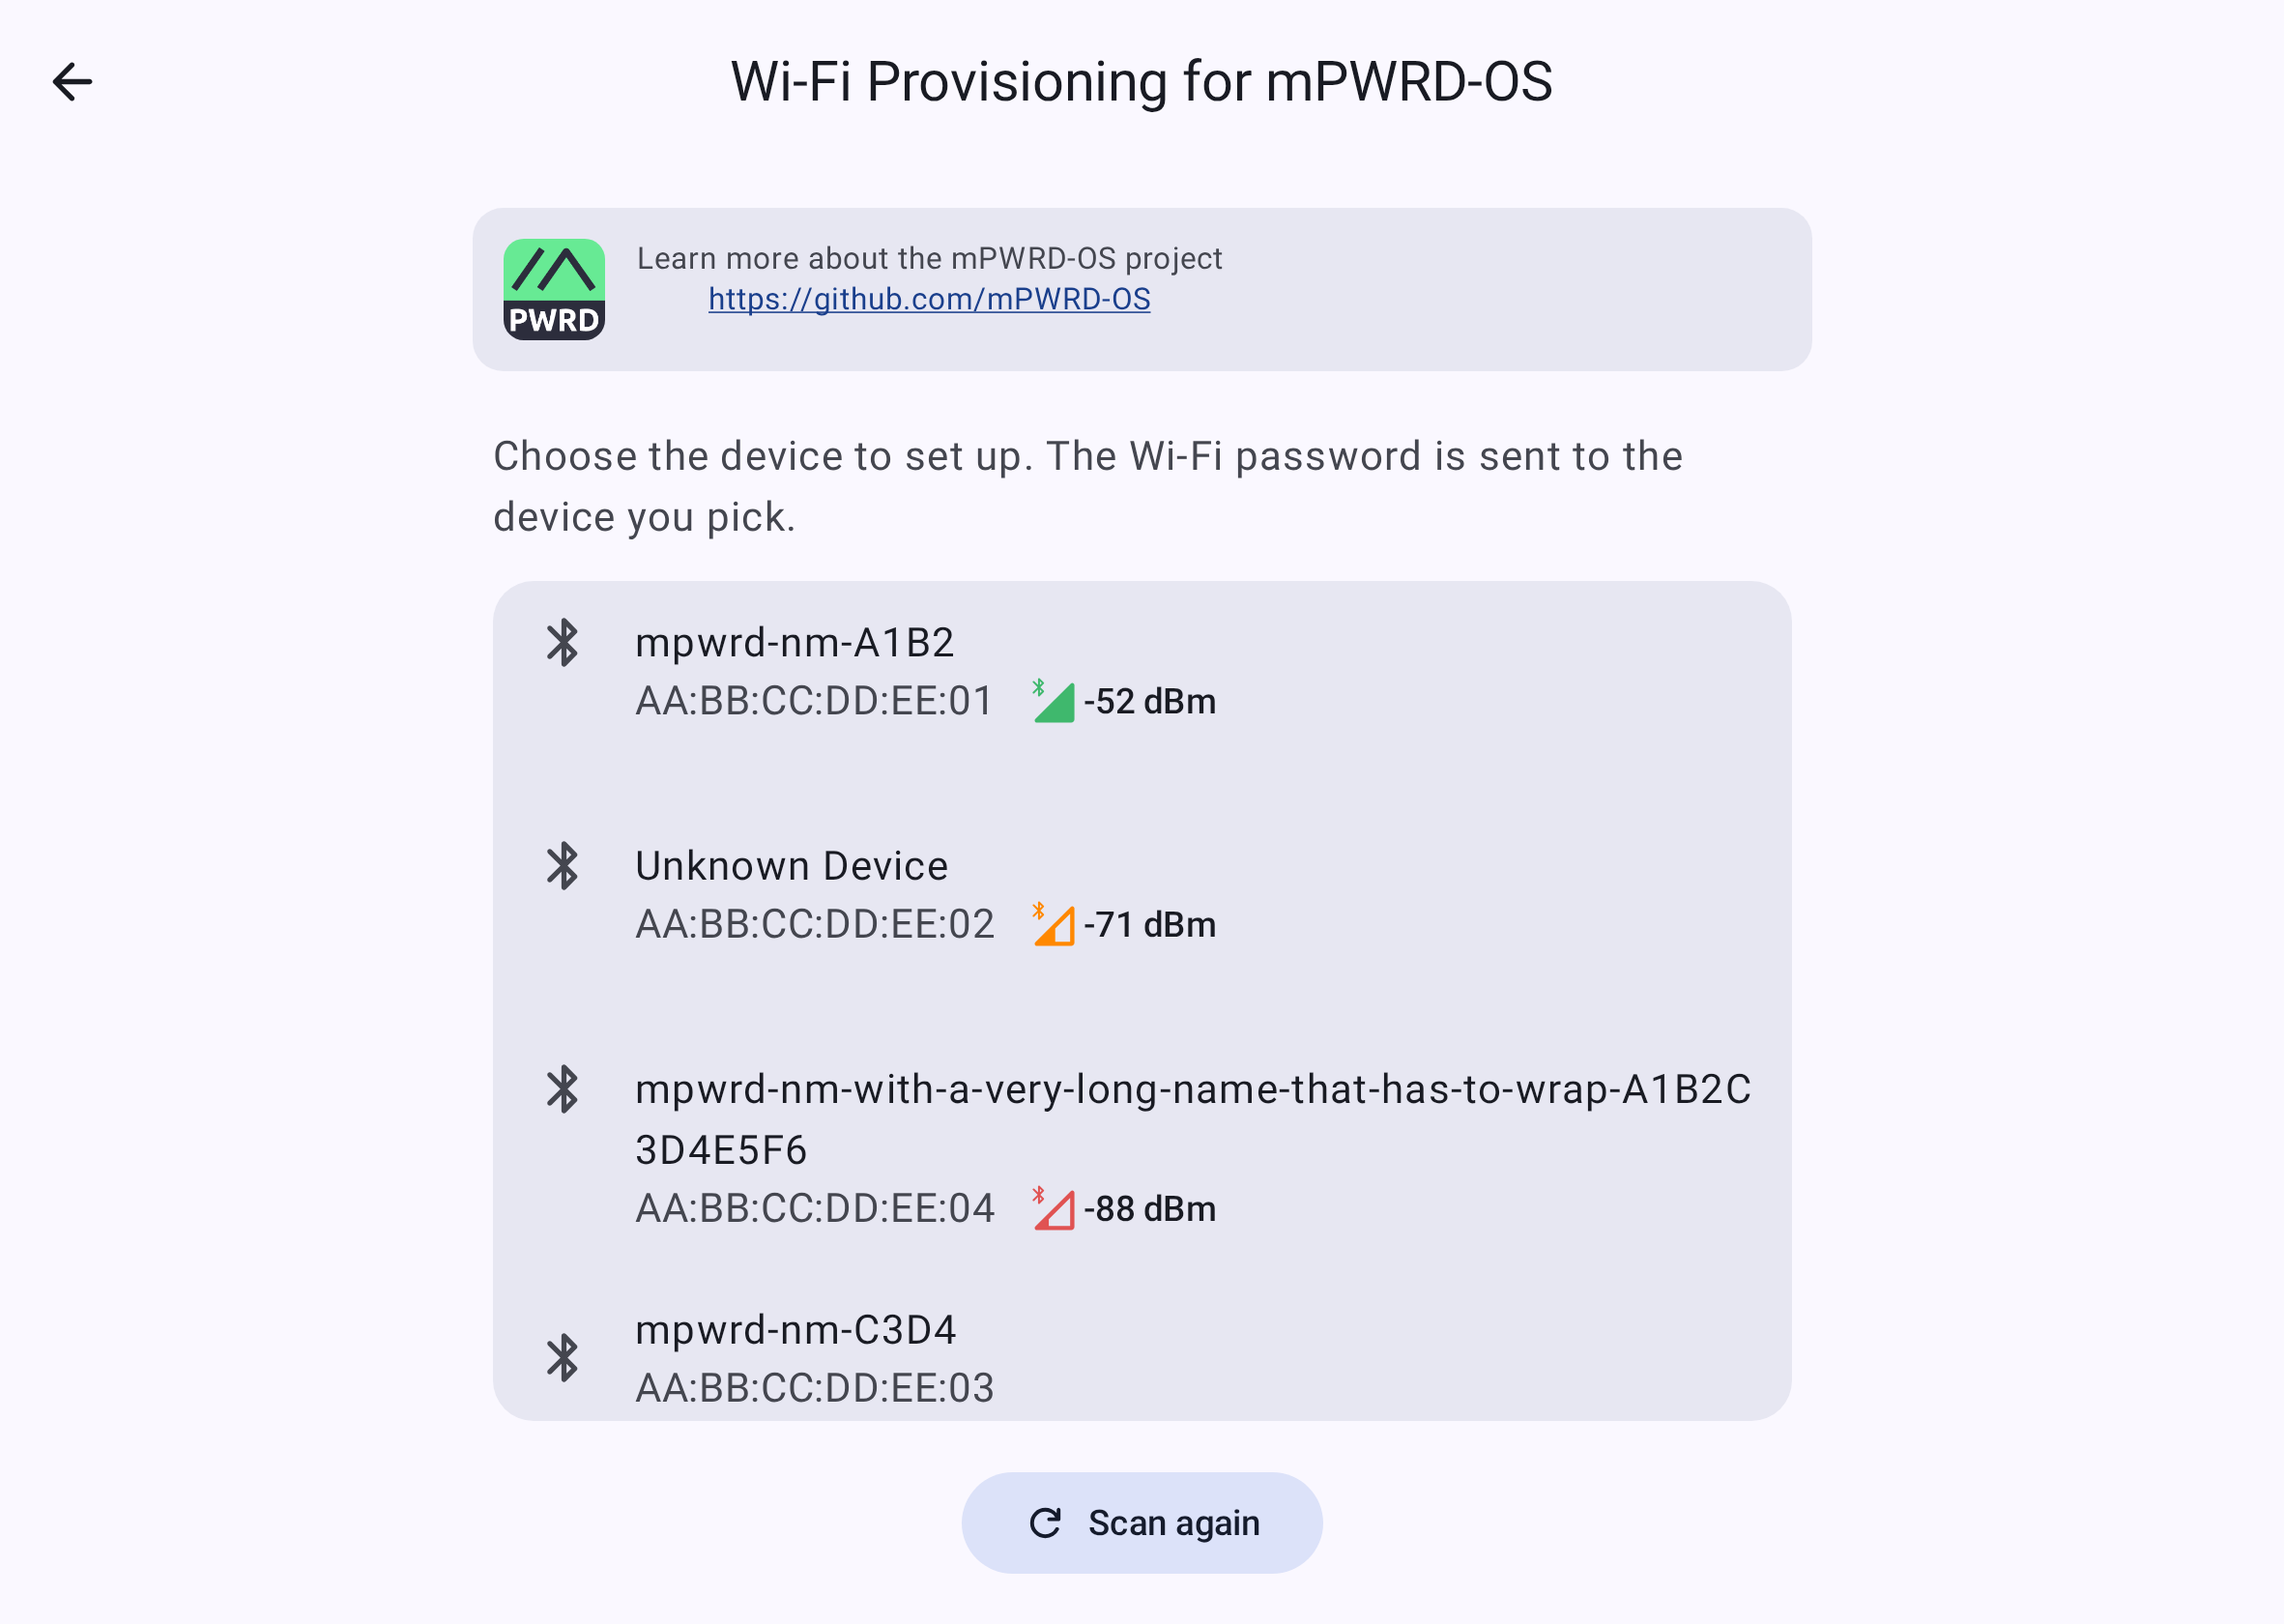 Wi-Fi Provisioning for mPWRD-OS
Learn more about the mPWRD-OS project
https://github.com/mPWRD-OS
PWRD
Choose the device to set up. The Wi-Fi password is sent to the
device you pick.
mpwrd-nm-A1B2
AA:BB:CC:DD:EE:01 -52 dBm
Unknown Device
AA:BB:CC:DD:EE:02 -71 dBm
mpwrd-nm-with-a-very-long-name-that-has-to-wrap-A1B2C
3D4E5F6
AA:BB:CC:DD:EE:04 -88 dBm
mpwrd-nm-C3D4
AA:BB:CC:DD:EE:03
Scan again